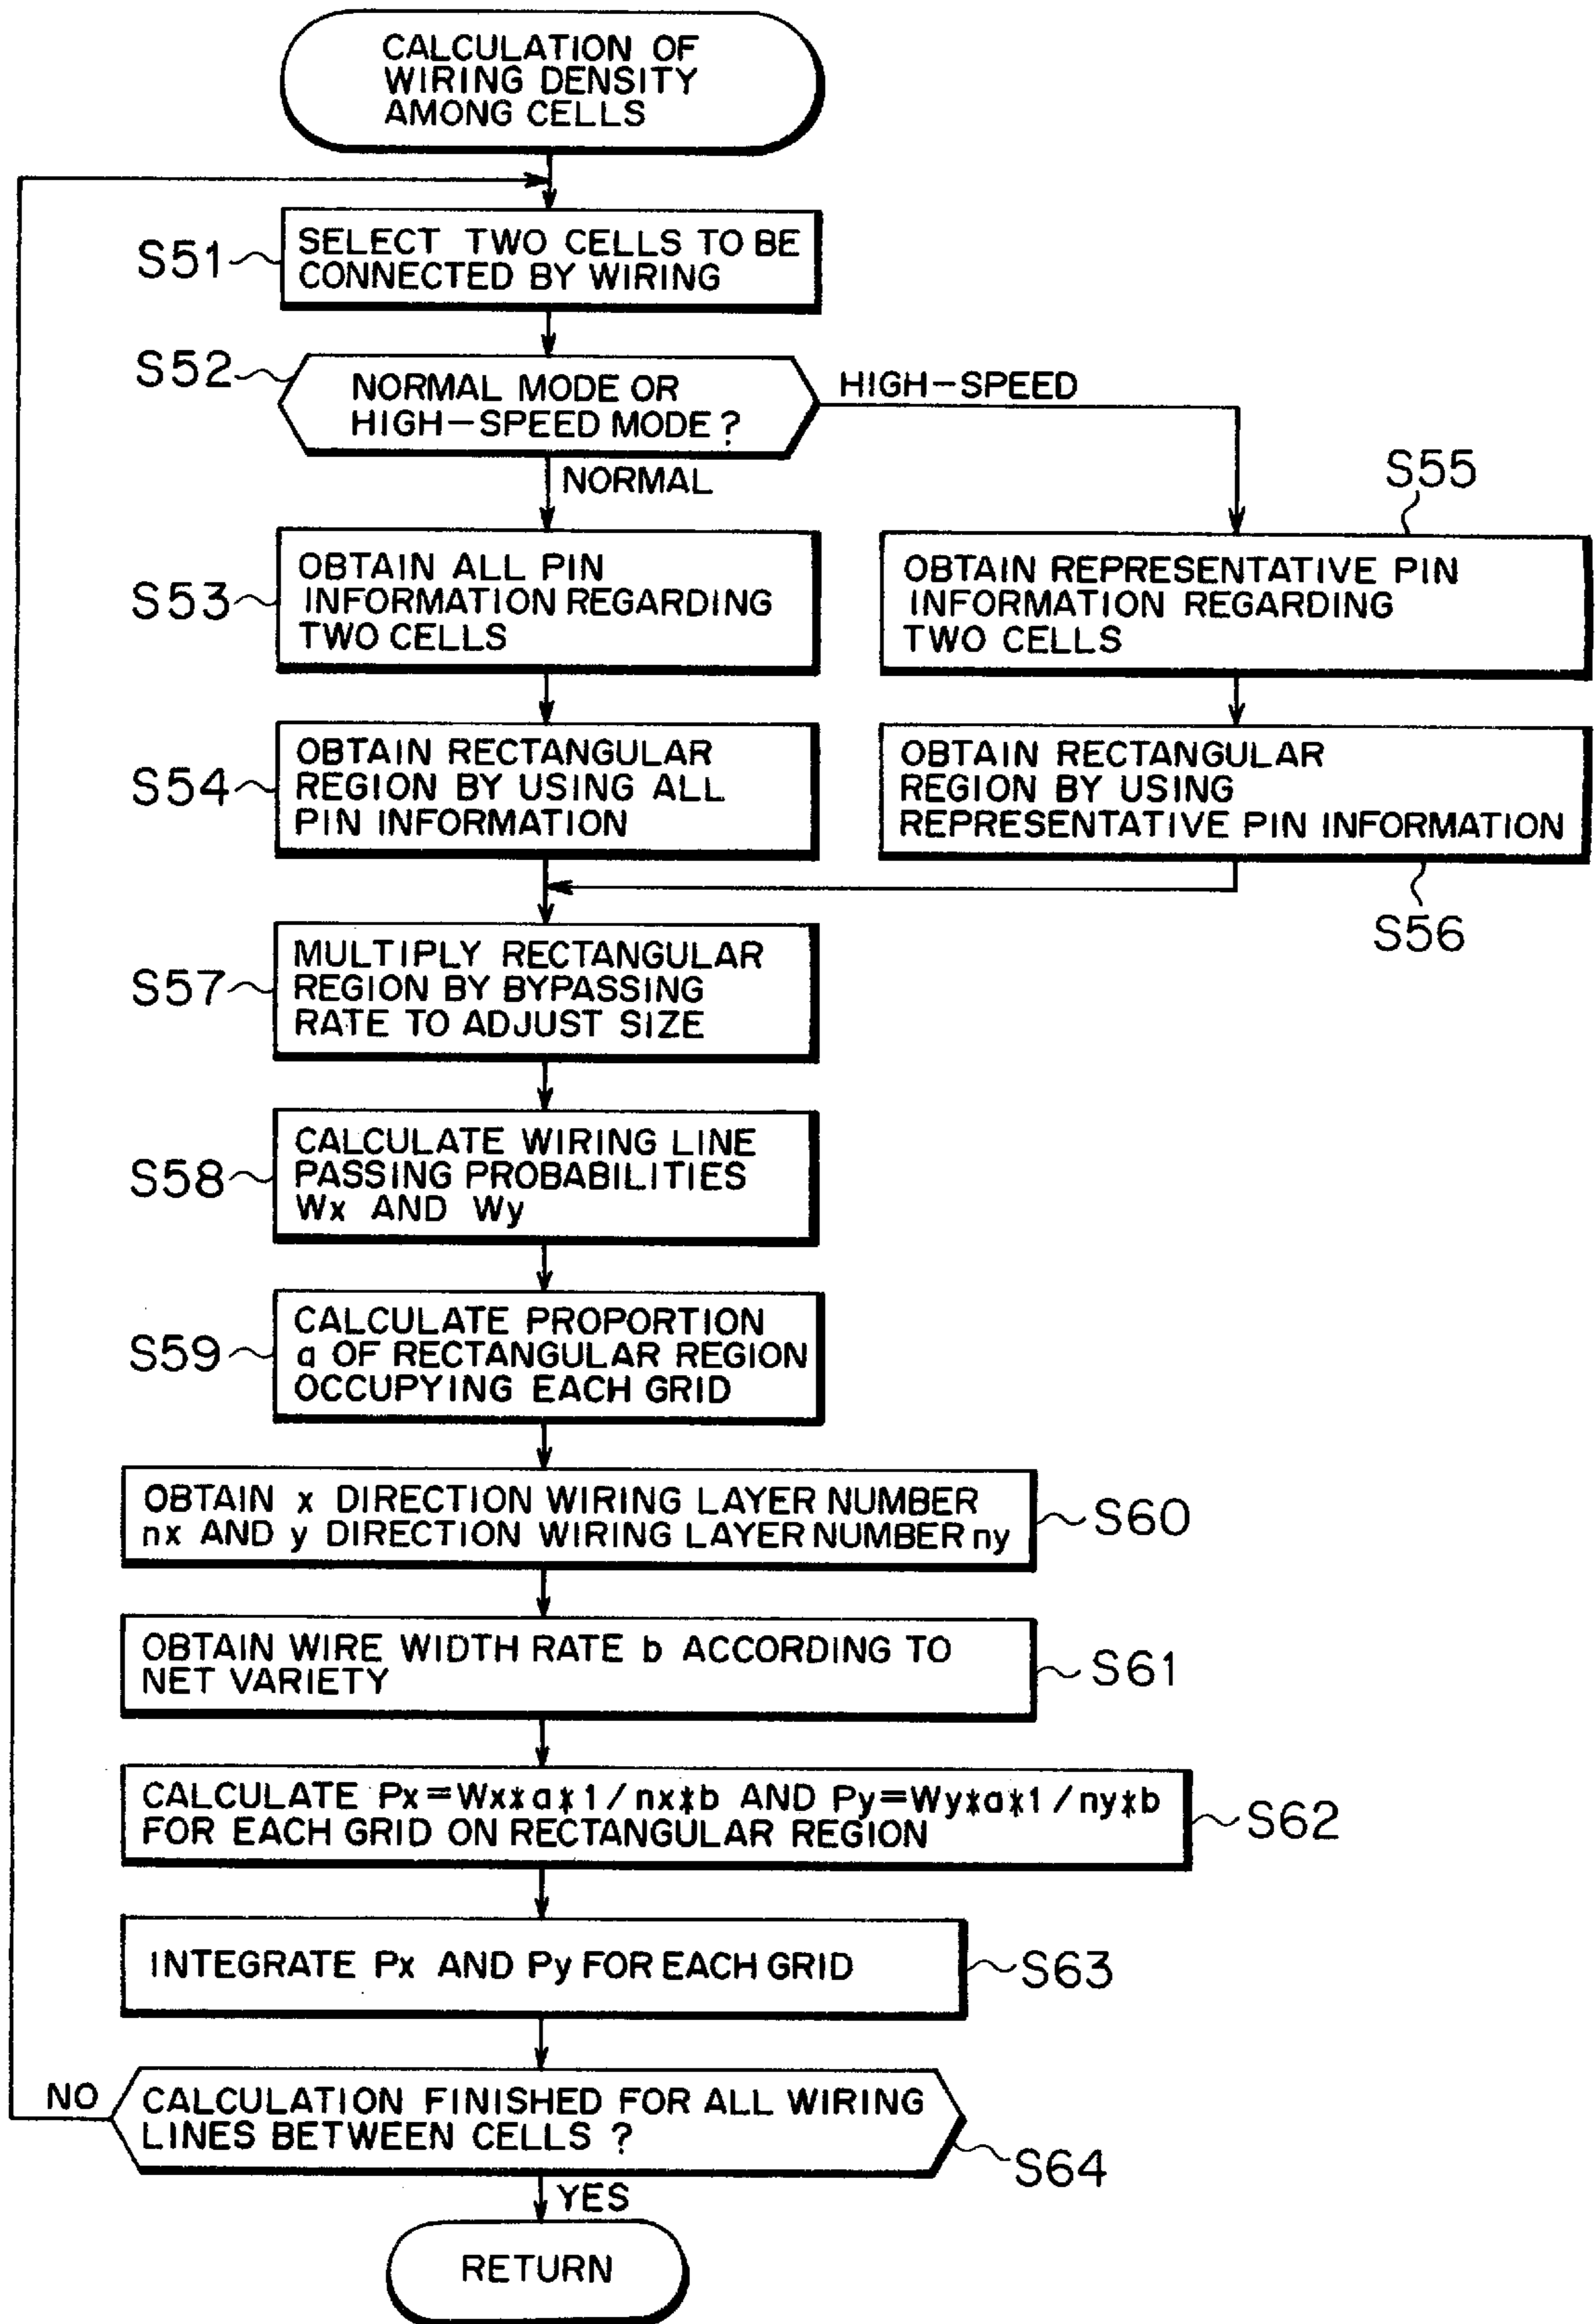 CALCULATION OF
WIRING DENSITY
AMONG CELLS
S51
SELECT TWO CELLS TO BE
CONNECTED BY WIRING
S52
NORMAL MODE OR
HIGH-SPEED MODE?
HIGH-SPEED
NORMAL
S53
OBTAIN ALL PIN
INFORMATION REGARDING
TWO CELLS
S55
OBTAIN REPRESENTATIVE PIN
INFORMATION REGARDING
TWO CELLS
S54
OBTAIN RECTANGULAR
REGION BY USING ALL
PIN INFORMATION
OBTAIN RECTANGULAR
REGION BY USING
REPRESENTATIVE PIN INFORMATION
S56
S57
MULTIPLY RECTANGULAR
REGION BY BYPASSING
RATE TO ADJUST SIZE
S58
CALCULATE WIRING LINE
PASSING PROBABILITIES
Wx AND Wy
S59
CALCULATE PROPORTION
a OF RECTANGULAR REGION
OCCUPYING EACH GRID
OBTAIN x DIRECTION WIRING LAYER NUMBER
nx AND y DIRECTION WIRING LAYER NUMBER ny
S60
OBTAIN WIRE WIDTH RATE b ACCORDING TO
NET VARIETY
S61
CALCULATE Px=Wx*a*1/nx*b AND Py=Wy*a*1/ny*b
FOR EACH GRID ON RECTANGULAR REGION
S62
INTEGRATE Px AND Py FOR EACH GRID
S63
NO
CALCULATION FINISHED FOR ALL WIRING
LINES BETWEEN CELLS ?
S64
YES
RETURN